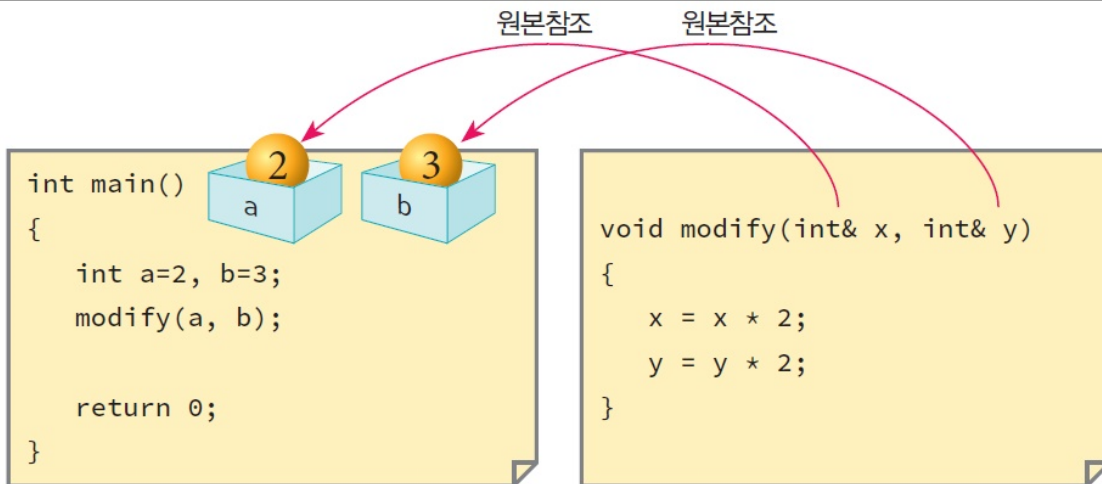 원본참조 원본참조
2 3
a b
int main()
{
int a=2, b=3;
modify(a, b);
return 0;
}
void modify(int& x, int& y)
{
x = x * 2;
y = y * 2;
}